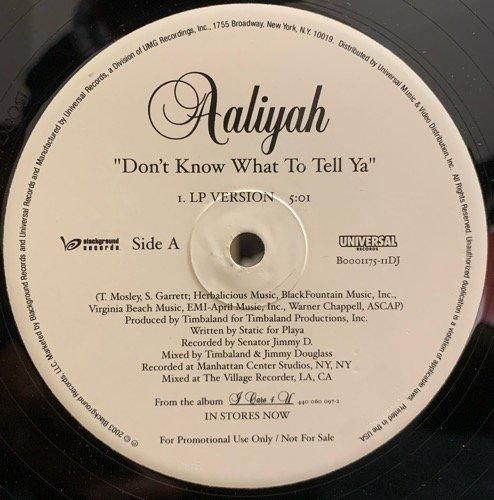 Manufactured by Universal Records, a Division of UMG Recordings, Inc., 1755 Broadway, New York, N.Y. 10019. Distributed by Universal Music & Video Distribution, Inc. All Rights Reserved. Unauthorized duplication is a violation of applicable laws. Printed in the USA.
℗ © 2003 Blackground Records, LLC. Marketed by Blackground Records and Universal Records and
Aaliyah
"Don't Know What To Tell Ya"
1. LP VERSION 5:01
Blackground Records.
Side A
UNIVERSAL
RECORDS
B0001175-11DJ
(T. Mosley, S. Garrett; Herbalicious Music, BlackFountain Music, Inc.,
Virginia Beach Music, EMI-April Music, Inc., Warner Chappell, ASCAP)
Produced by Timbaland for Timbaland Productions, Inc.
Written by Static for Playa
Recorded by Senator Jimmy D.
Mixed by Timbaland & Jimmy Douglass
Recorded at Manhattan Center Studios, NY, NY
Mixed at The Village Recorder, LA, CA
From the album I Care 4 U 440 060 097-2
IN STORES NOW
For Promotional Use Only / Not For Sale